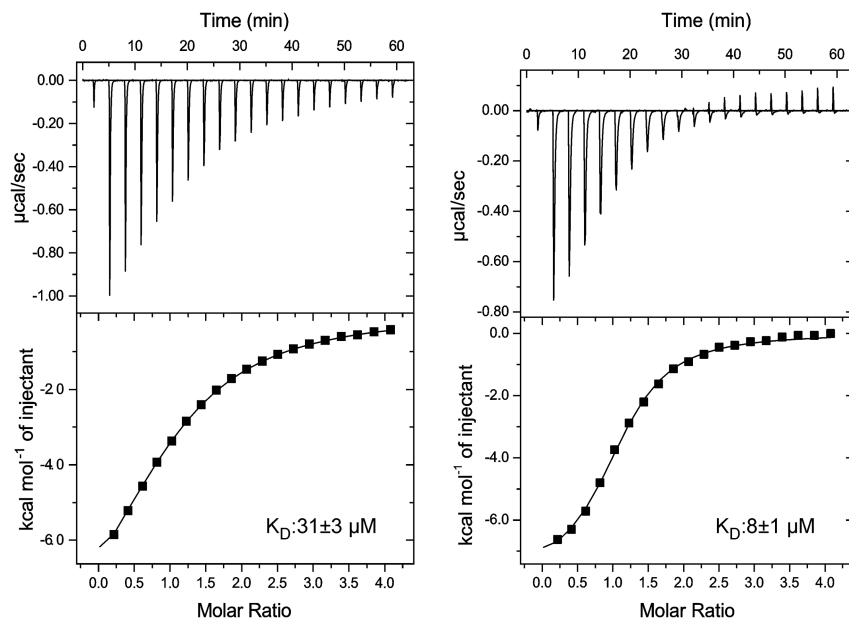 Time (min)
0 10 20 30 40 50 60
0.00
-0.20
-0.40
-0.60
-0.80
-1.00
µcal/sec
-2.0
-4.0
-6.0
kcal mol⁻¹ of injectant
K_D:31±3 µM
0.0 0.5 1.0 1.5 2.0 2.5 3.0 3.5 4.0
Molar Ratio
Time (min)
0 10 20 30 40 50 60
0.00
-0.20
-0.40
-0.60
-0.80
µcal/sec
0.0
-2.0
-4.0
-6.0
kcal mol⁻¹ of injectant
K_D:8±1 µM
0.0 0.5 1.0 1.5 2.0 2.5 3.0 3.5 4.0
Molar Ratio